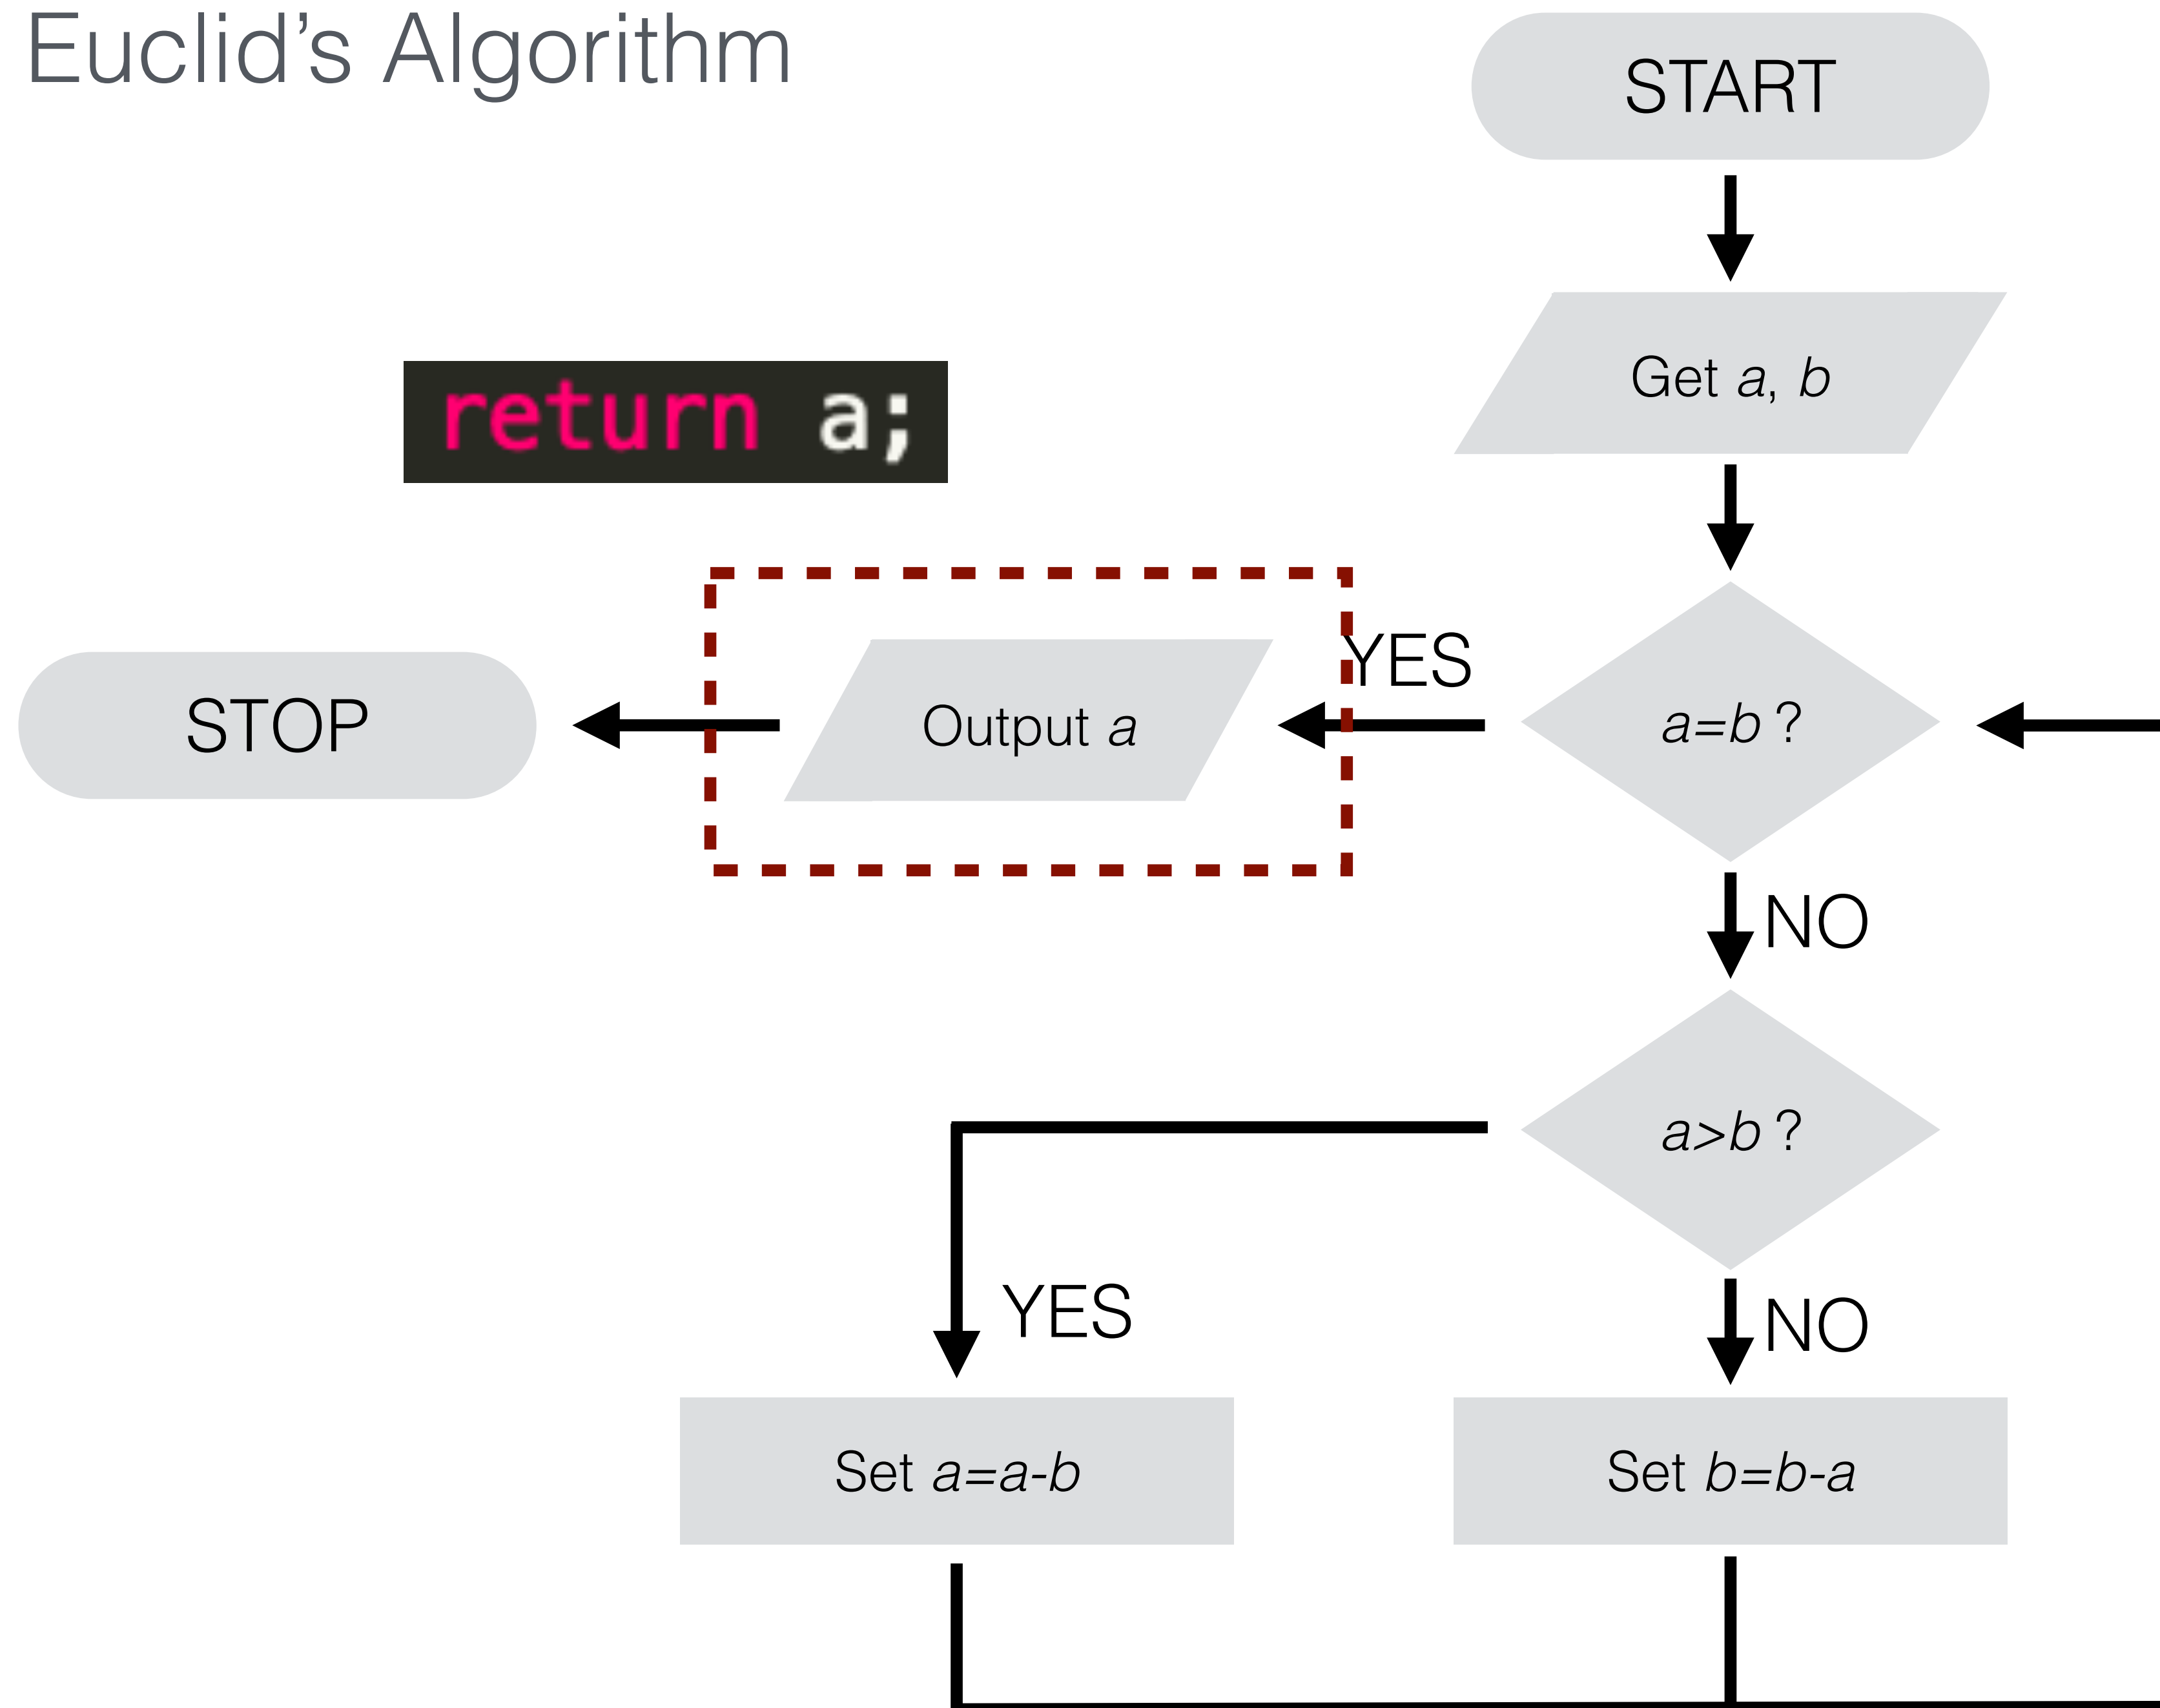 Euclid’s Algorithm
START
Get a, b
return a;
STOP
Output a
YES
a=b ?
NO
a>b ?
YES
NO
Set a=a-b
Set b=b-a